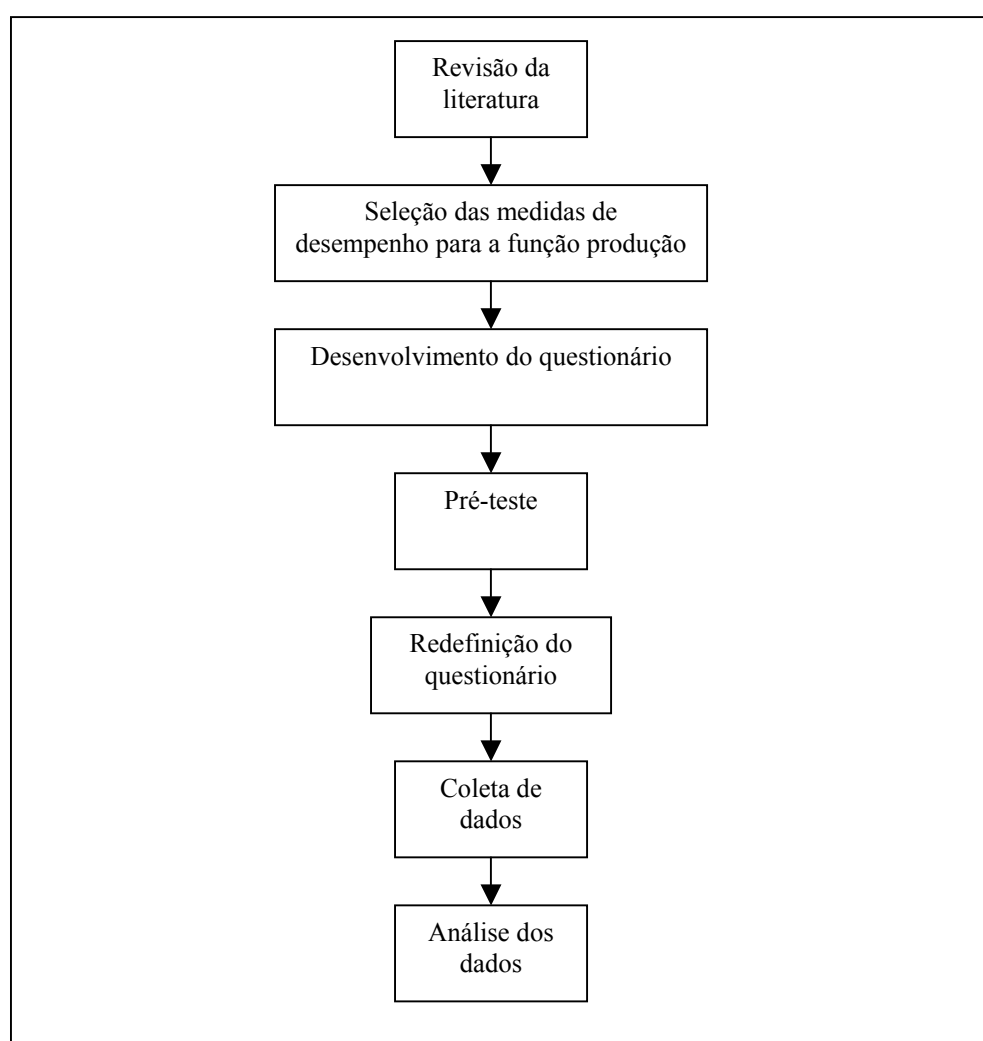 Revisão da
literatura
Seleção das medidas de
desempenho para a função produção
Desenvolvimento do questionário
Pré-teste
Redefinição do
questionário
Coleta de
dados
Análise dos
dados